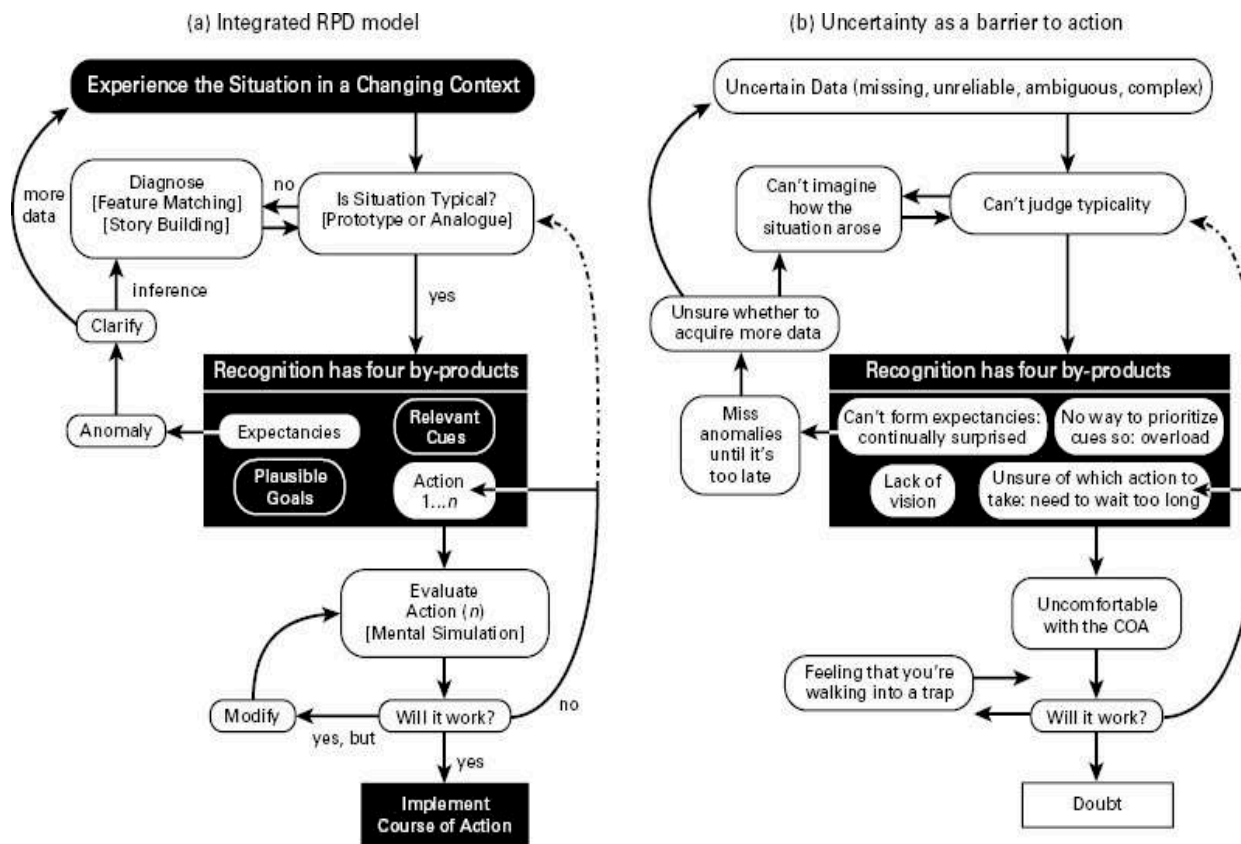 (a) Integrated RPD model
Experience the Situation in a Changing Context
more
data
Diagnose
[Feature Matching]
[Story Building]
no
Is Situation Typical?
[Prototype or Analogue]
inference
yes
Clarify
Recognition has four by-products
Anomaly
Expectancies
Relevant
Cues
Plausible
Goals
Action
1...n
Evaluate
Action (n)
[Mental Simulation]
Modify
yes, but
Will it work?
no
yes
Implement
Course of Action
(b) Uncertainty as a barrier to action
Uncertain Data (missing, unreliable, ambiguous, complex)
Can't imagine
how the
situation arose
Can't judge typicality
Unsure whether to
acquire more data
Recognition has four by-products
Miss
anomalies
until it's
too late
Can't form expectancies:
continually surprised
No way to prioritize
cues so: overload
Lack of
vision
Unsure of which action to
take: need to wait too long
Uncomfortable
with the COA
Feeling that you're
walking into a trap
Will it work?
Doubt